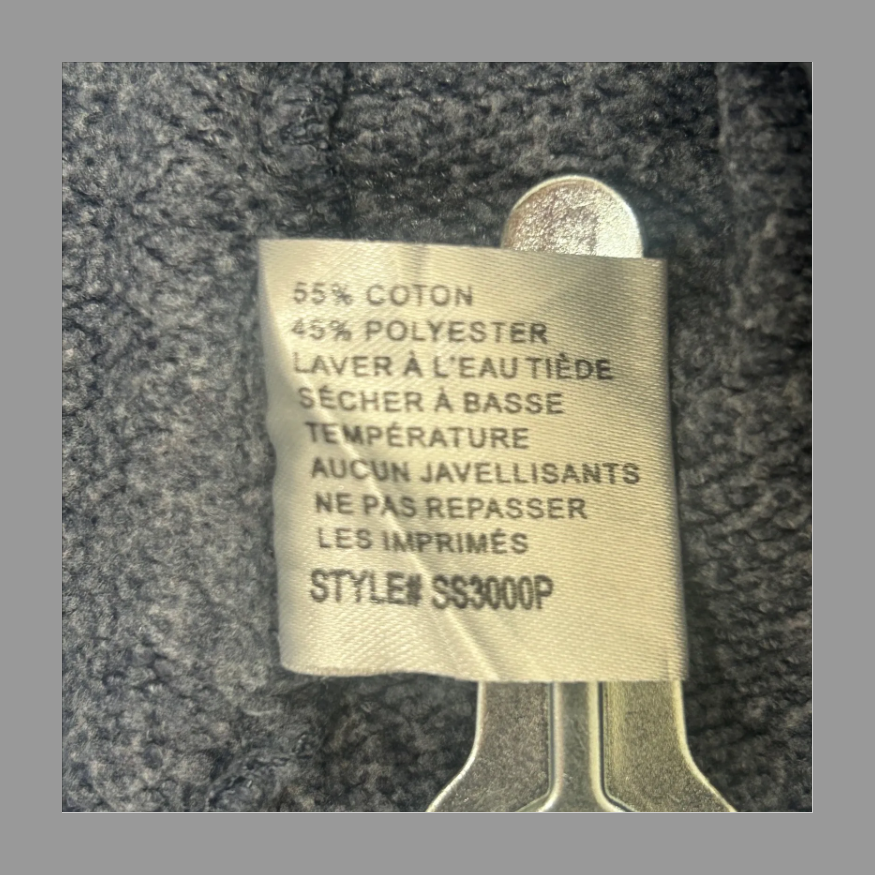 55% COTON
45% POLYESTER
LAVER À L'EAU TIÈDE
SÉCHER À BASSE
TEMPÉRATURE
AUCUN JAVELLISANTS
NE PAS REPASSER
LES IMPRIMÉS
STYLE# SS3000P